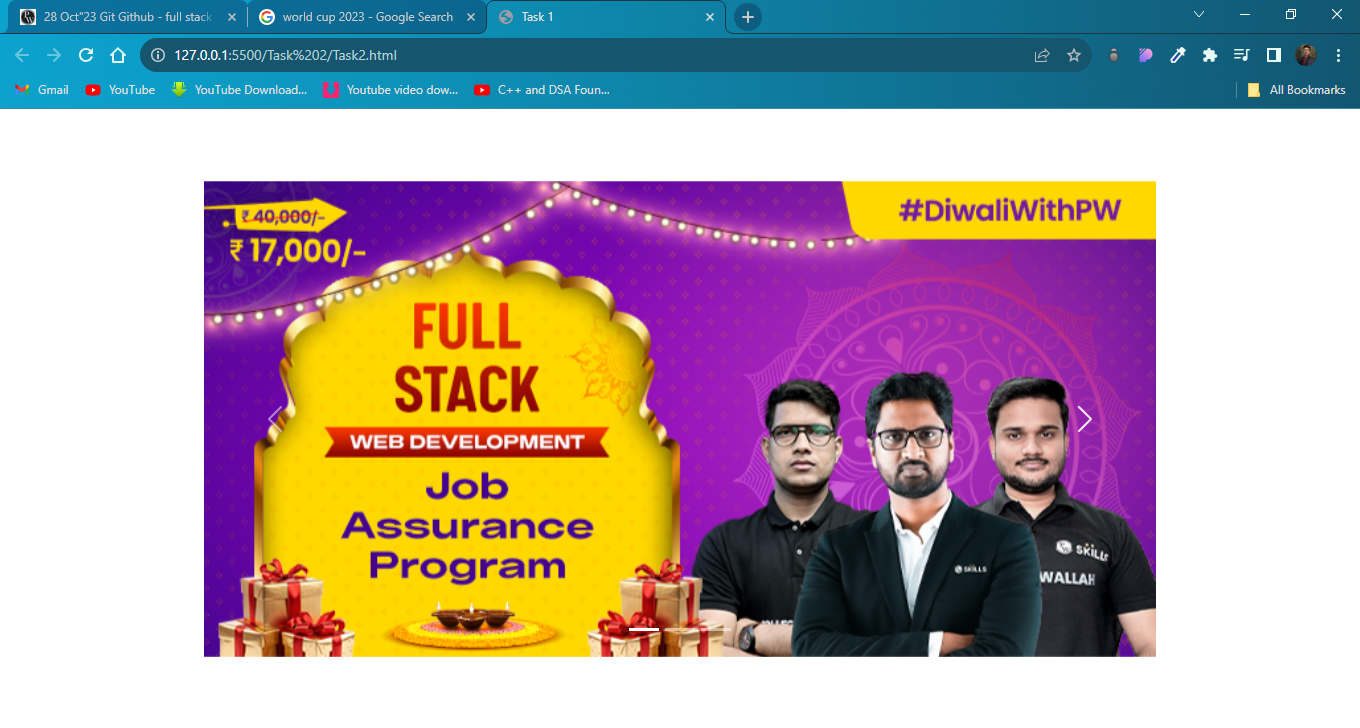 28 Oct"23 Git Github - full stack
world cup 2023 - Google Search
Task 1
127.0.0.1:5500/Task%202/Task2.html
Gmail
YouTube
YouTube Download...
Youtube video dow...
C++ and DSA Foun...
All Bookmarks
₹ 40,000/-
₹ 17,000/-
#DiwaliWithPW
FULL
STACK
WEB DEVELOPMENT
Job
Assurance
Program
SKILLS
SKILLS
WALLAH